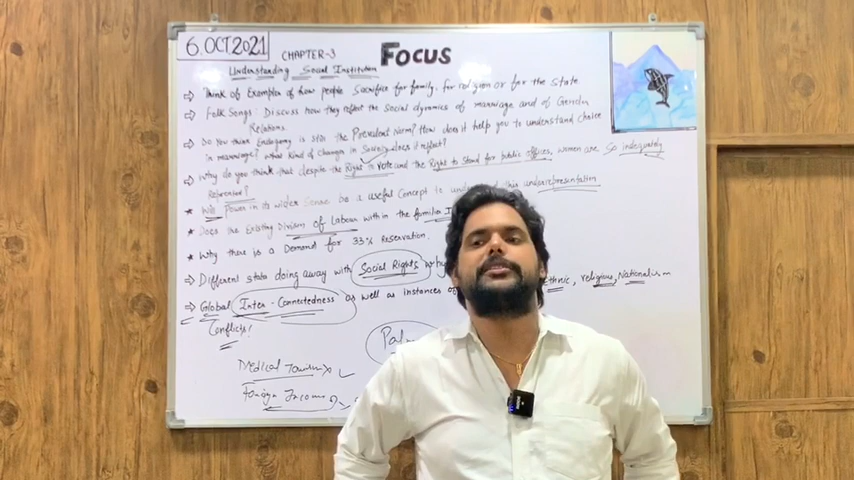 6.OCT2021
CHAPTER-3
FOCUS
Understanding Social Institution
Think of Examples of how people Sacrifice for family, for religion or for the State
Folk Songs: Discuss how they reflect the Social dynamics of marriage and of Gender
Relations.
Do you think Endogamy is still the Prevalent Norm? How does it help you to understand choice
in marriage? What kind of changes in Society does it reflect?
Why do you think that despite the Right to vote and the Right to Stand for public offices, women are so indequately
Represented?
Will Power in its wider Sense be a useful Concept to understand this underrepresentation
Does the Existing Division of Labour within the
Why there is a Demand for 33% Reservation.
Different state doing away with Social Rights
Global Inter-Connectedness as well as instances of Ethnic, religious, Nationalism
Conflicts!
Medical Tourism
Foreign Income